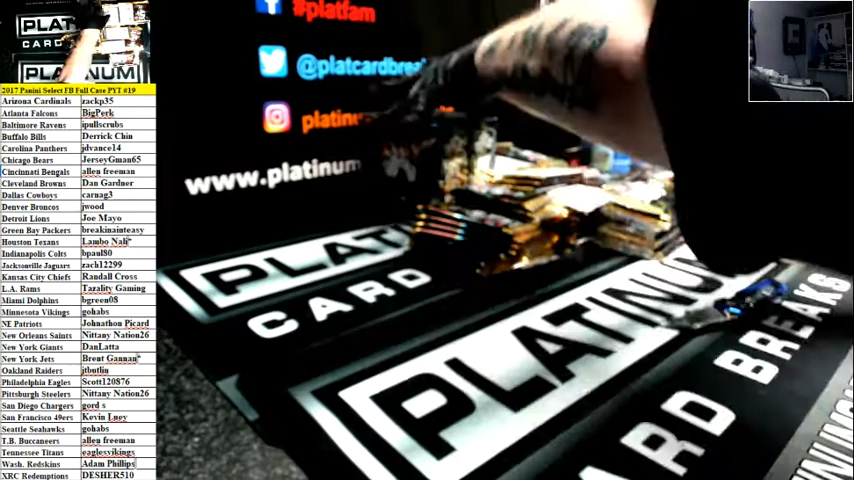 PLAT
CARD
PLATINUM
2017 Panini Select FB Full Case PYT #19
Arizona Cardinals zackp35
Atlanta Falcons BigPerk
Baltimore Ravens ipullscrubs
Buffalo Bills Derrick Chin
Carolina Panthers jdvance14
Chicago Bears JerseyGman65
Cincinnati Bengals allen freeman
Cleveland Browns Dan Gardner
Dallas Cowboys carnag3
Denver Broncos jwood
Detroit Lions Joe Mayo
Green Bay Packers breakinainteasy
Houston Texans Lambo Nali*
Indianapolis Colts bpaul80
Jacksonville Jaguars zach12299
Kansas City Chiefs Randall Cross
L.A. Rams Tazality Gaming
Miami Dolphins bgreen08
Minnesota Vikings gohabs
NE Patriots Johnathon Picard
New Orleans Saints Nittany Nation26
New York Giants DanLatta
New York Jets Brent Gannan*
Oakland Raiders jtbutlin
Philadelphia Eagles Scott120876
Pittsburgh Steelers Nittany Nation26
San Diego Chargers gord s
San Francisco 49ers Kevin Luey
Seattle Seahawks gohabs
T.B. Buccaneers allen freeman
Tennessee Titans eaglesvikings
Wash. Redskins Adam Phillips
XRC Redemptions DESHER510
#platfam
@platcardbrea
platinu
www.platinum
PLATI
CARD
PLATINUM
CARD BREAKS